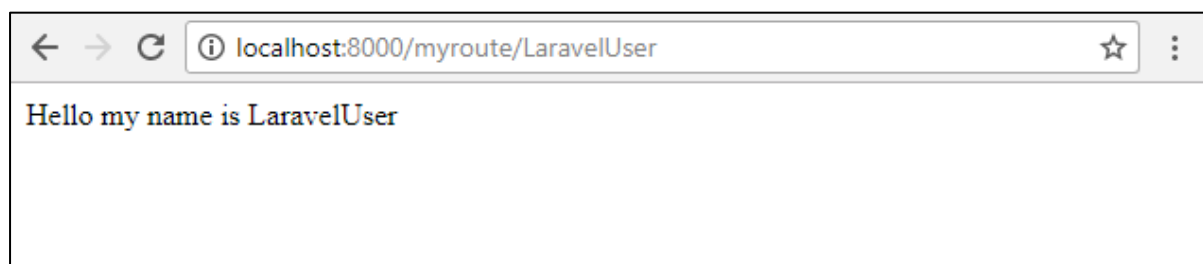 localhost:8000/myroute/LaravelUser
Hello my name is LaravelUser